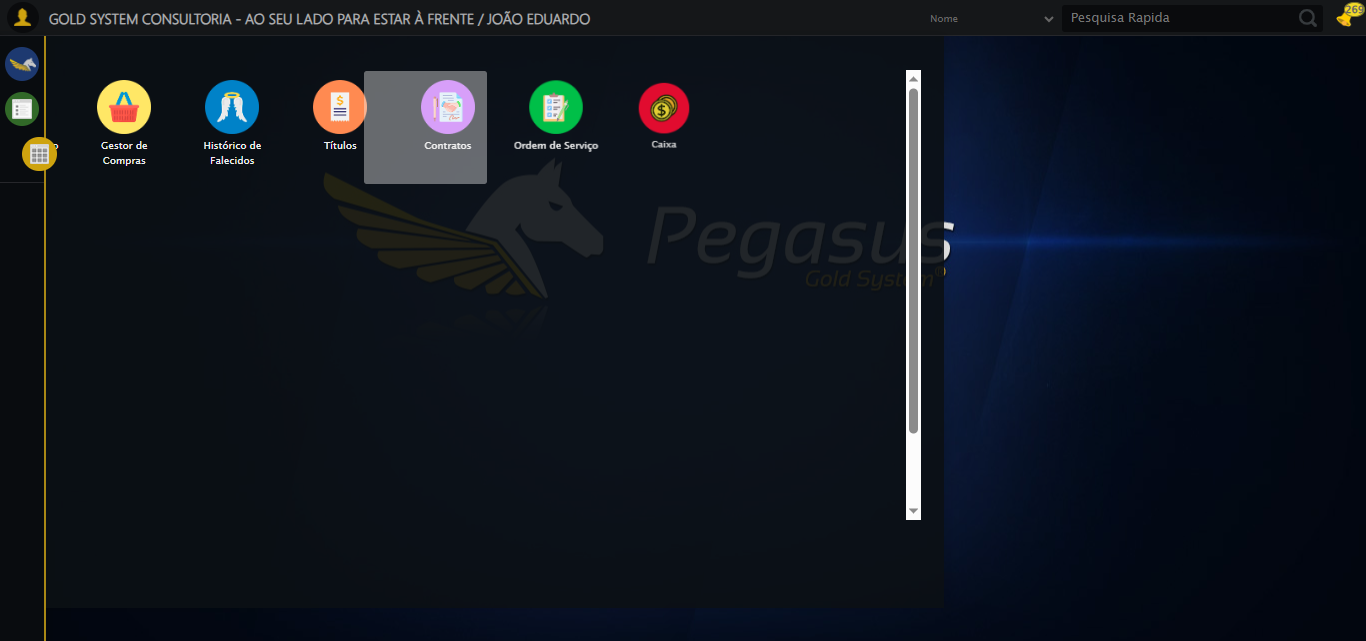 GOLD SYSTEM CONSULTORIA - AO SEU LADO PARA ESTAR À FRENTE / JOÃO EDUARDO
Nome
Pesquisa Rapida
269
o
Gestor de
Compras
Histórico de
Falecidos
Títulos
Contratos
Ordem de Serviço
Caixa
Pegasus
Gold System®